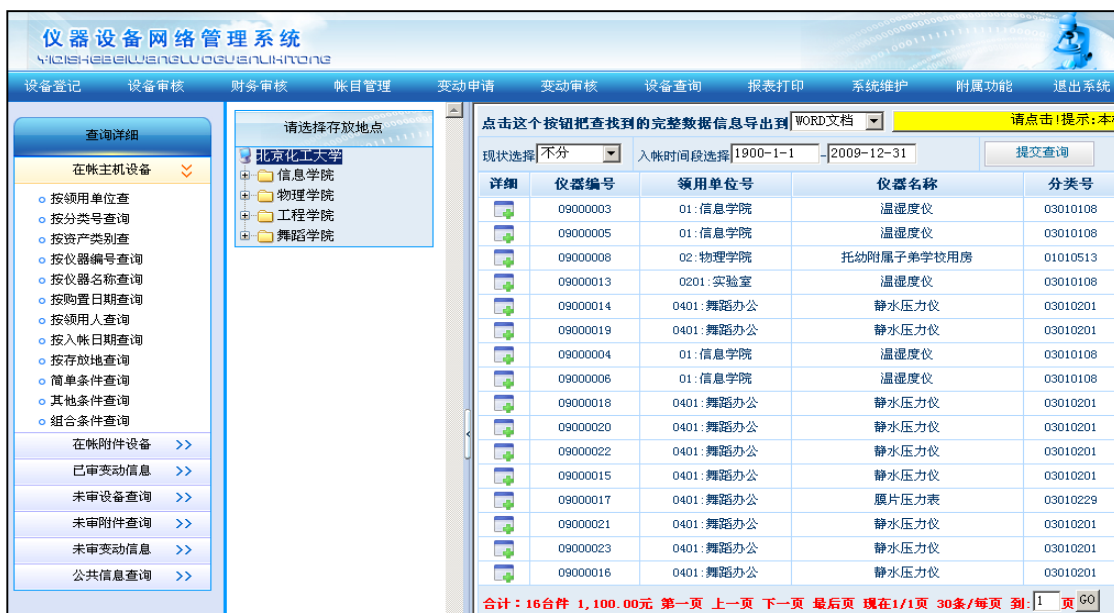 仪器设备网络管理系统
YIQISHEBEIWANGLUOGUANLIXITONG
设备登记 设备审核 财务审核 帐目管理 变动申请 变动审核 设备查询 报表打印 系统维护 附属功能 退出系统
查询详细
在帐主机设备
按领用单位查
按分类号查询
按资产类别查
按仪器编号查询
按仪器名称查询
按购置日期查询
按领用人查询
按入帐日期查询
按存放地查询
简单条件查询
其他条件查询
组合条件查询
在帐附件设备 >>
已审变动信息 >>
未审设备查询 >>
未审附件查询 >>
未审变动信息 >>
公共信息查询 >>
请选择存放地点
北京化工大学
信息学院
物理学院
工程学院
舞蹈学院
点击这个按钮把查找到的完整数据信息导出到 WORD文档 请点击!提示:本
现状选择 不分 入帐时间段选择 1900-1-1 -2009-12-31 提交查询
详细 仪器编号 领用单位号 仪器名称 分类号
09000003 01:信息学院 温湿度仪 03010108
09000005 01:信息学院 温湿度仪 03010108
09000008 02:物理学院 托幼附属子弟学校用房 01010513
09000013 0201:实验室 温湿度仪 03010108
09000014 0401:舞蹈办公 静水压力仪 03010201
09000019 0401:舞蹈办公 静水压力仪 03010201
09000004 01:信息学院 温湿度仪 03010108
09000006 01:信息学院 温湿度仪 03010108
09000018 0401:舞蹈办公 静水压力仪 03010201
09000020 0401:舞蹈办公 静水压力仪 03010201
09000022 0401:舞蹈办公 静水压力仪 03010201
09000015 0401:舞蹈办公 静水压力仪 03010201
09000017 0401:舞蹈办公 膜片压力表 03010229
09000021 0401:舞蹈办公 静水压力仪 03010201
09000023 0401:舞蹈办公 静水压力仪 03010201
09000016 0401:舞蹈办公 静水压力仪 03010201
合计:16台件 1,100.00元 第一页 上一页 下一页 最后页 现在1/1页 30条/每页 到:1 页 GO